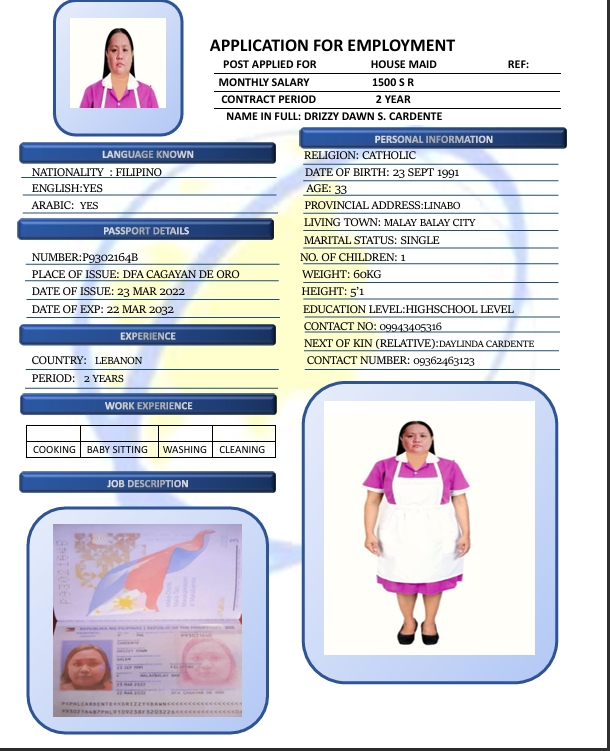 APPLICATION FOR EMPLOYMENT
POST APPLIED FOR HOUSE MAID REF:
MONTHLY SALARY 1500 S R
CONTRACT PERIOD 2 YEAR
NAME IN FULL: DRIZZY DAWN S. CARDENTE
LANGUAGE KNOWN
NATIONALITY : FILIPINO
ENGLISH:YES
ARABIC: YES
PASSPORT DETAILS
NUMBER:P9302164B
PLACE OF ISSUE: DFA CAGAYAN DE ORO
DATE OF ISSUE: 23 MAR 2022
DATE OF EXP: 22 MAR 2032
EXPERIENCE
COUNTRY: LEBANON
PERIOD: 2 YEARS
WORK EXPERIENCE
COOKING BABY SITTING WASHING CLEANING
JOB DESCRIPTION
PERSONAL INFORMATION
RELIGION: CATHOLIC
DATE OF BIRTH: 23 SEPT 1991
AGE: 33
PROVINCIAL ADDRESS:LINABO
LIVING TOWN: MALAY BALAY CITY
MARITAL STATUS: SINGLE
NO. OF CHILDREN: 1
WEIGHT: 60KG
HEIGHT: 5'1
EDUCATION LEVEL:HIGHSCHOOL LEVEL
CONTACT NO: 09943405316
NEXT OF KIN (RELATIVE):DAYLINDA CARDENTE
CONTACT NUMBER: 09362463123